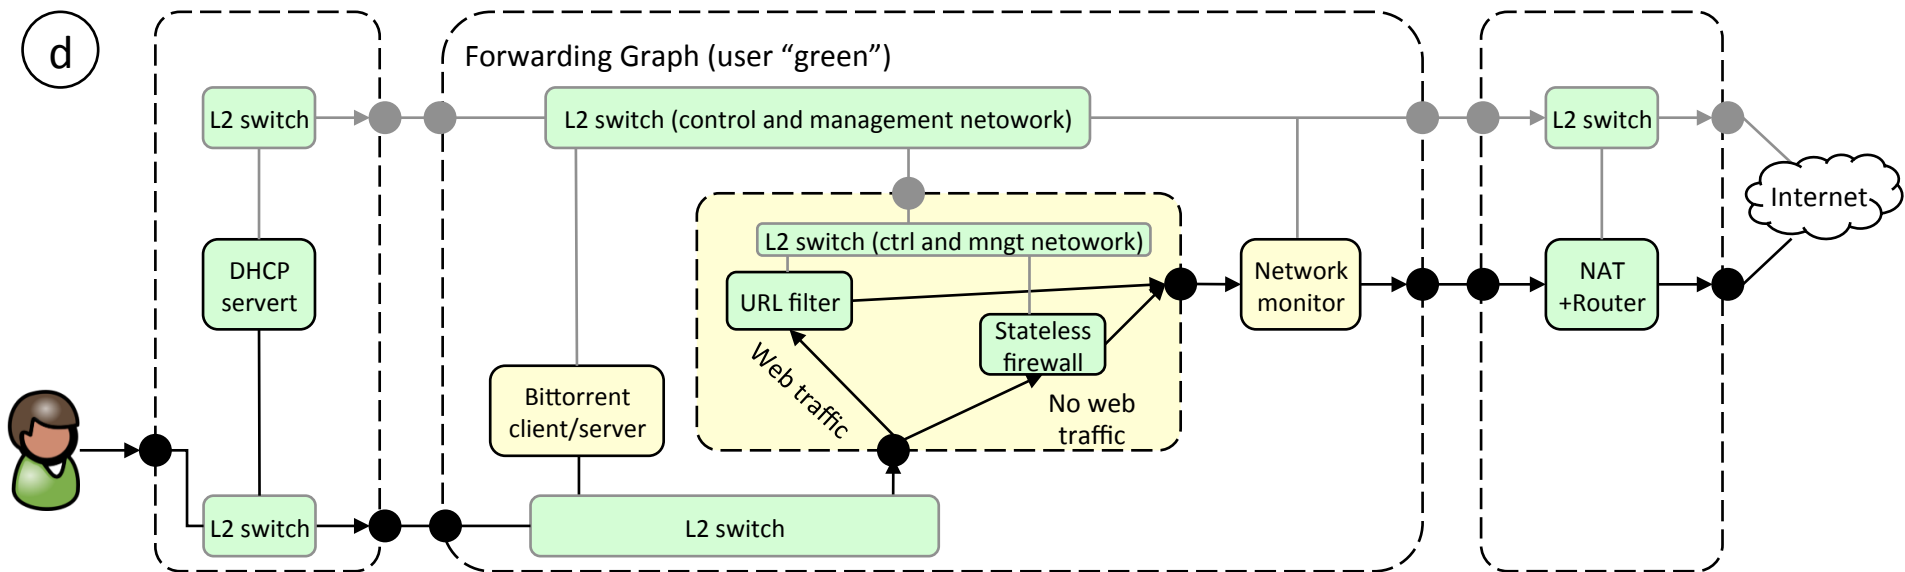 d
Forwarding Graph (user “green”)
L2 switch
L2 switch (control and management netowork)
L2 switch
Internet
L2 switch (ctrl and mngt netowork)
DHCP
servert
URL filter
Network
monitor
NAT
+Router
Stateless
firewall
Web traffic
No web
traffic
Bittorrent
client/server
L2 switch
L2 switch